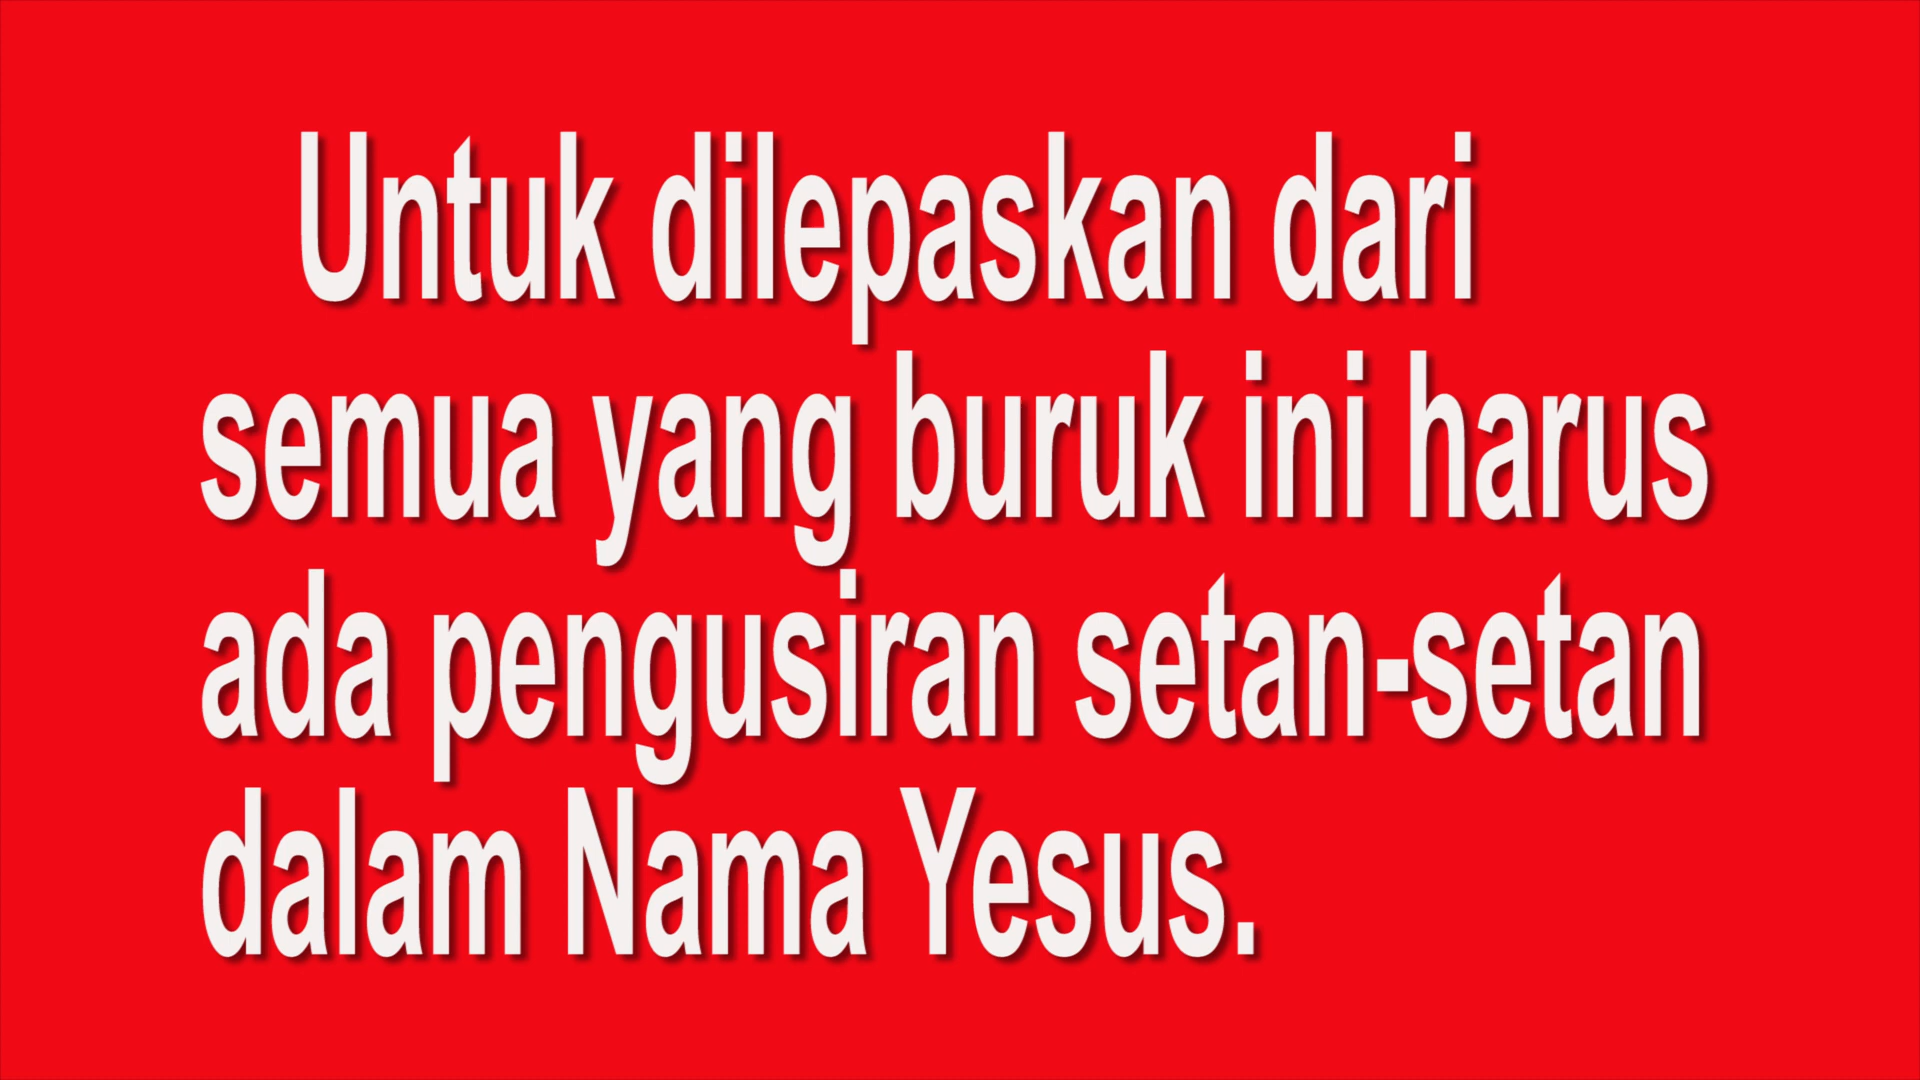 Untuk dilepaskan dari
semua yang buruk ini harus
ada pengusiran setan-setan
dalam Nama Yesus.